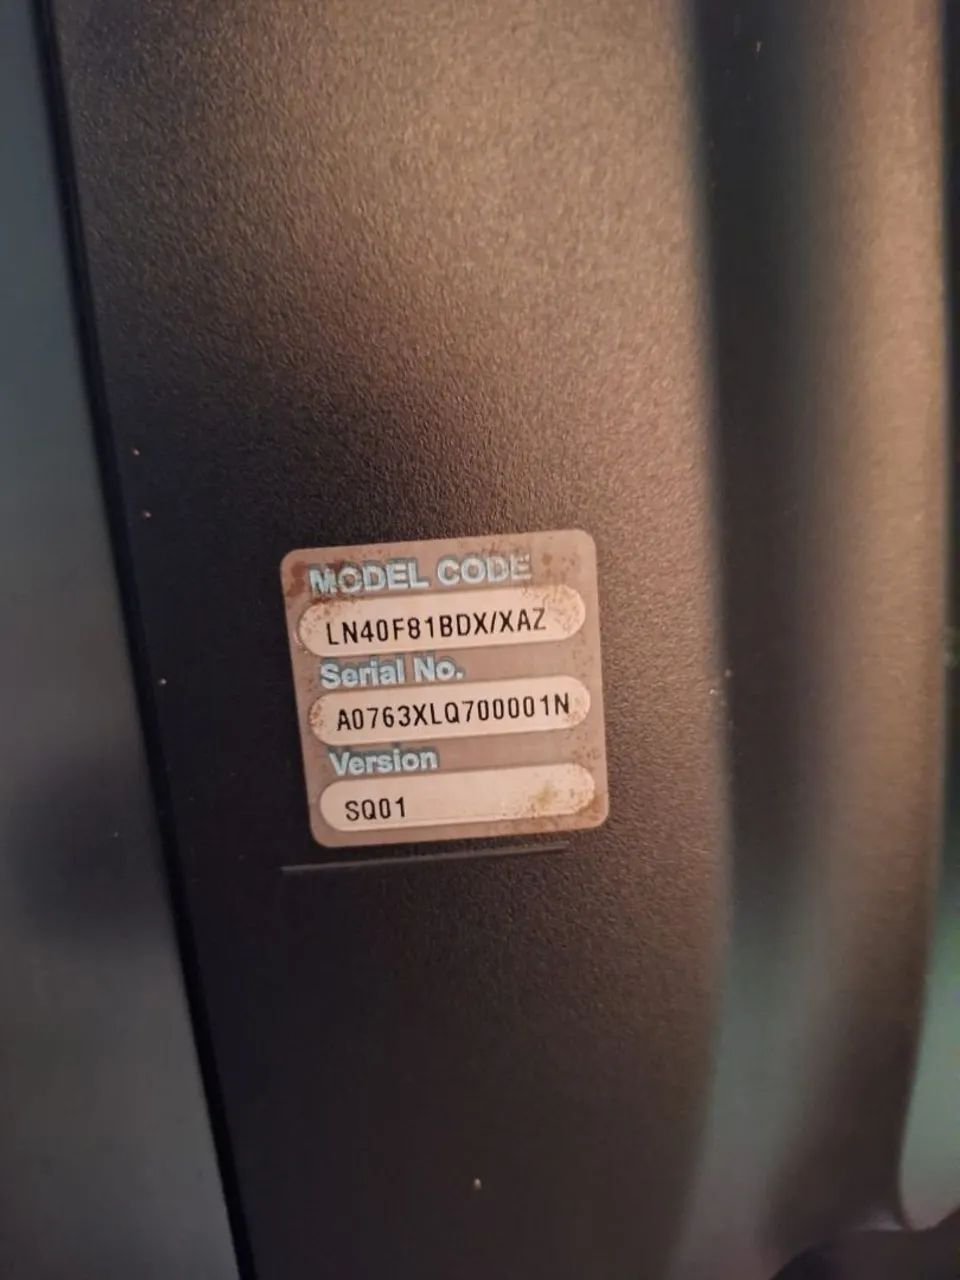 MODEL CODE
LN40F81BDX/XAZ
Serial No.
A0763XLQ700001N
Version
SQ01